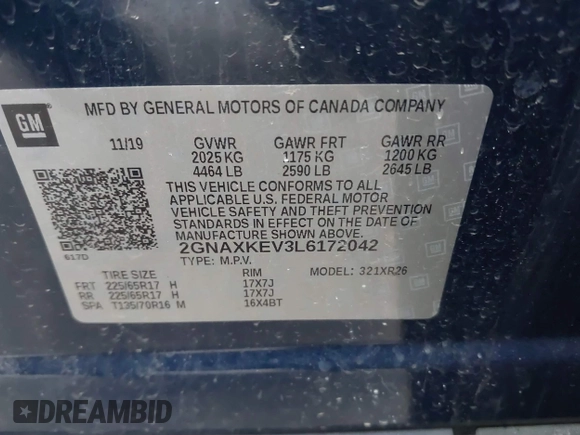 GM
MFD BY GENERAL MOTORS OF CANADA COMPANY
11/19 GVWR GAWR FRT GAWR RR
2025 KG 1175 KG 1200 KG
4464 LB 2590 LB 2645 LB
THIS VEHICLE CONFORMS TO ALL
APPLICABLE U.S. FEDERAL MOTOR
VEHICLE SAFETY AND THEFT PREVENTION
STANDARDS IN EFFECT ON THE DATE OF
MANUFACTURE SHOWN ABOVE.
617D
2GNAXKEV3L6172042
TYPE: M.P.V. MODEL: 321XR26
TIRE SIZE RIM
FRT 225/65R17 H 17X7J
RR 225/65R17 H 17X7J
SPA T135/70R16 M 16X4BT
DREAMBID